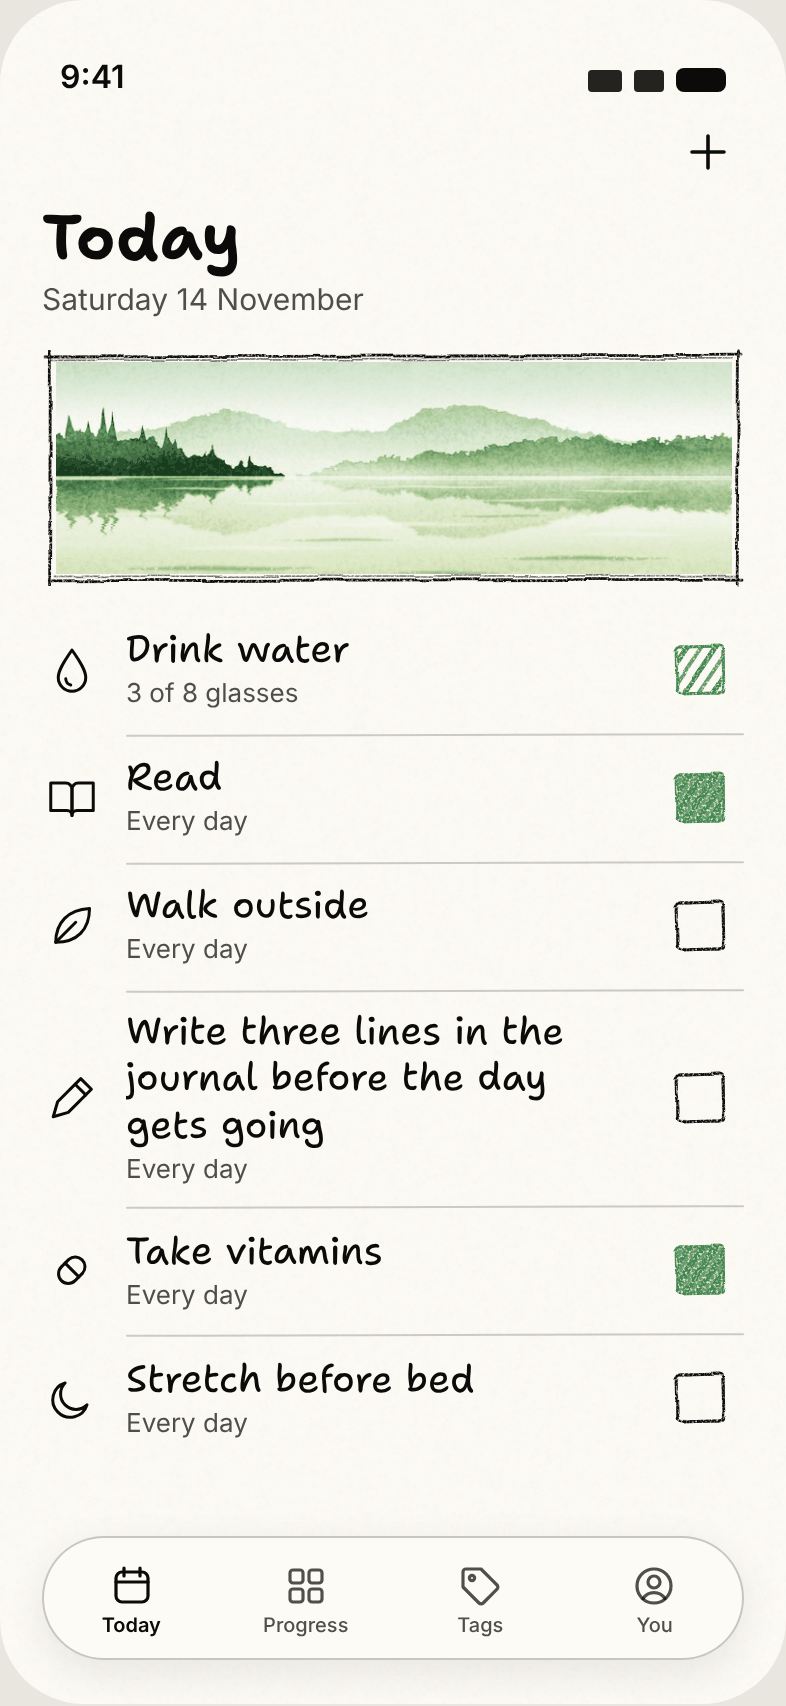 9:41
Today
Saturday 14 November
Drink water
3 of 8 glasses
Read
Every day
Walk outside
Every day
Write three lines in the
journal before the day
gets going
Every day
Take vitamins
Every day
Stretch before bed
Every day
Today
Progress
Tags
You